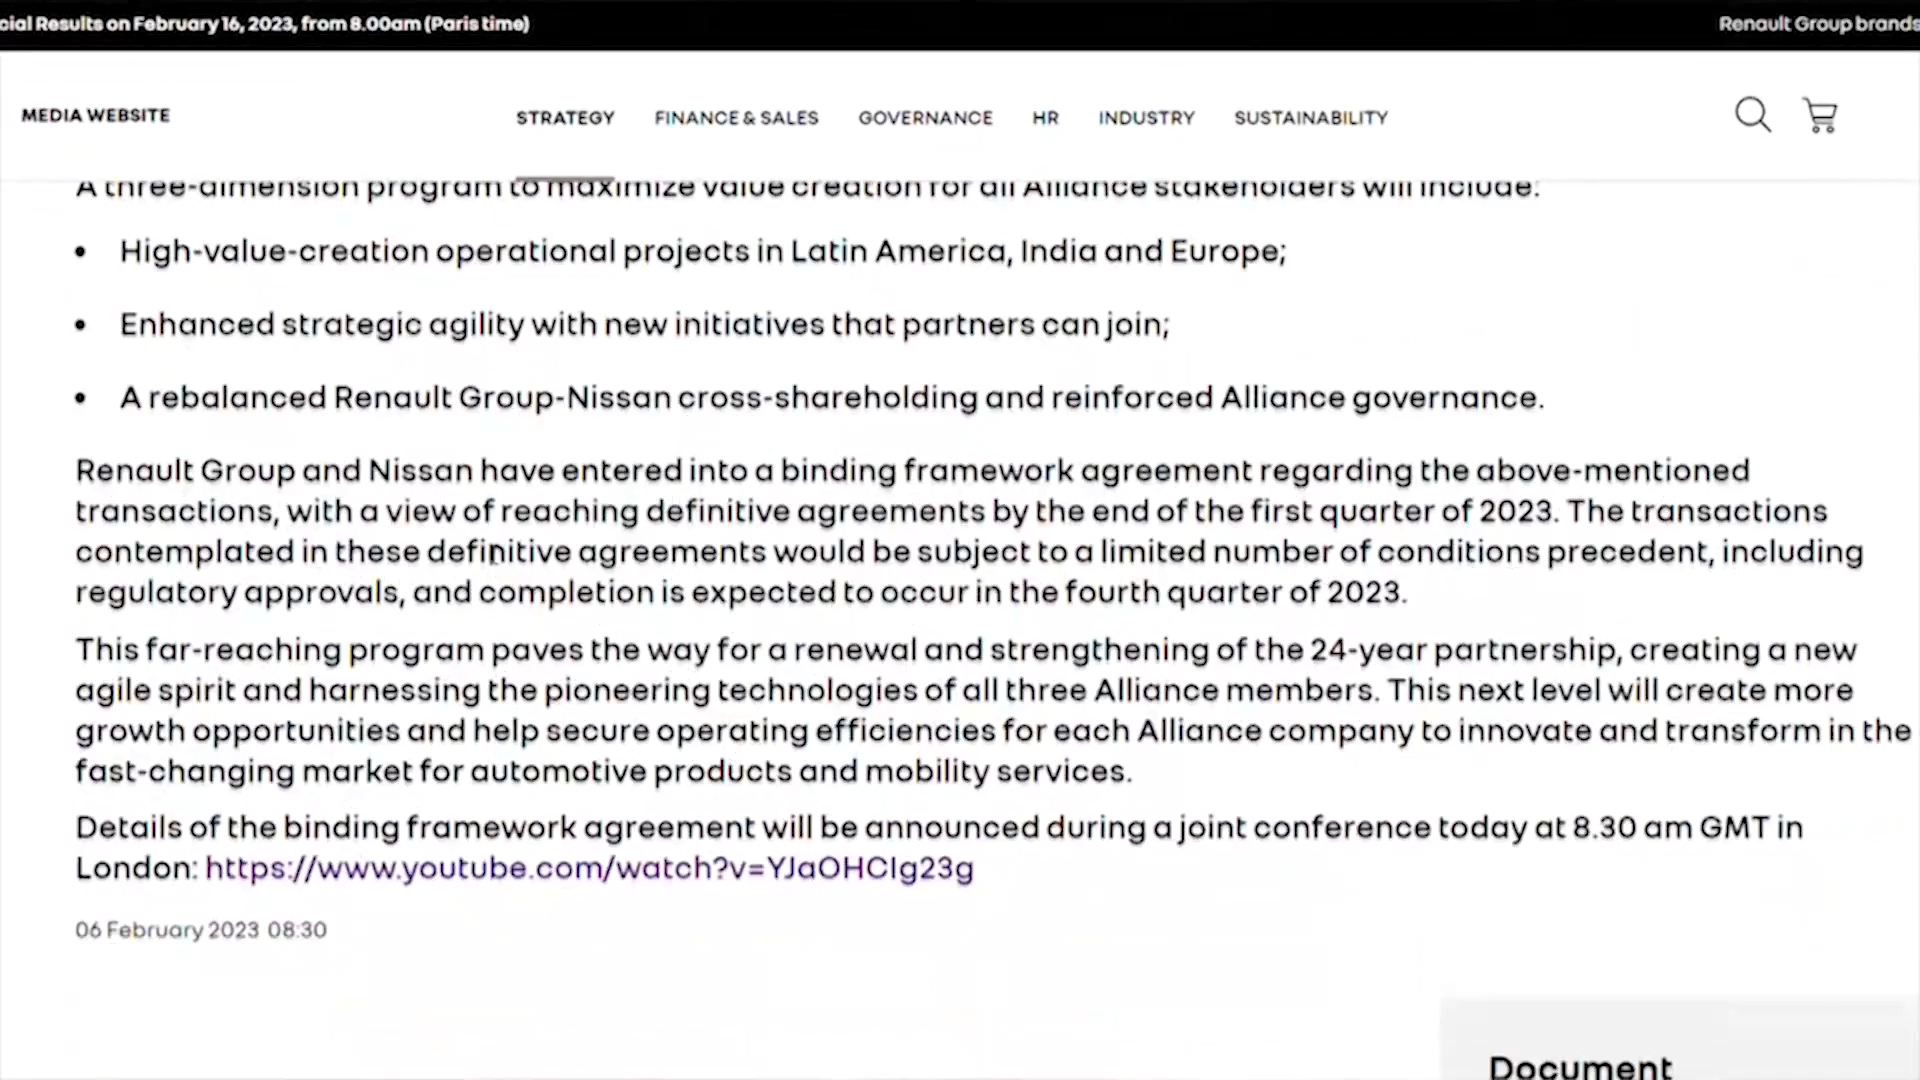 cial Results on February 16, 2023, from 8.00am (Paris time)
Renault Group brands
MEDIA WEBSITE
STRATEGY
FINANCE & SALES
GOVERNANCE
HR
INDUSTRY
SUSTAINABILITY
A three-dimension program to maximize value creation for all Alliance stakeholders will include:
• High-value-creation operational projects in Latin America, India and Europe;
• Enhanced strategic agility with new initiatives that partners can join;
• A rebalanced Renault Group-Nissan cross-shareholding and reinforced Alliance governance.
Renault Group and Nissan have entered into a binding framework agreement regarding the above-mentioned
transactions, with a view of reaching definitive agreements by the end of the first quarter of 2023. The transactions
contemplated in these definitive agreements would be subject to a limited number of conditions precedent, including
regulatory approvals, and completion is expected to occur in the fourth quarter of 2023.
This far-reaching program paves the way for a renewal and strengthening of the 24-year partnership, creating a new
agile spirit and harnessing the pioneering technologies of all three Alliance members. This next level will create more
growth opportunities and help secure operating efficiencies for each Alliance company to innovate and transform in the
fast-changing market for automotive products and mobility services.
Details of the binding framework agreement will be announced during a joint conference today at 8.30 am GMT in
London: https://www.youtube.com/watch?v=YJaOHCIg23g
06 February 2023 08:30
Document